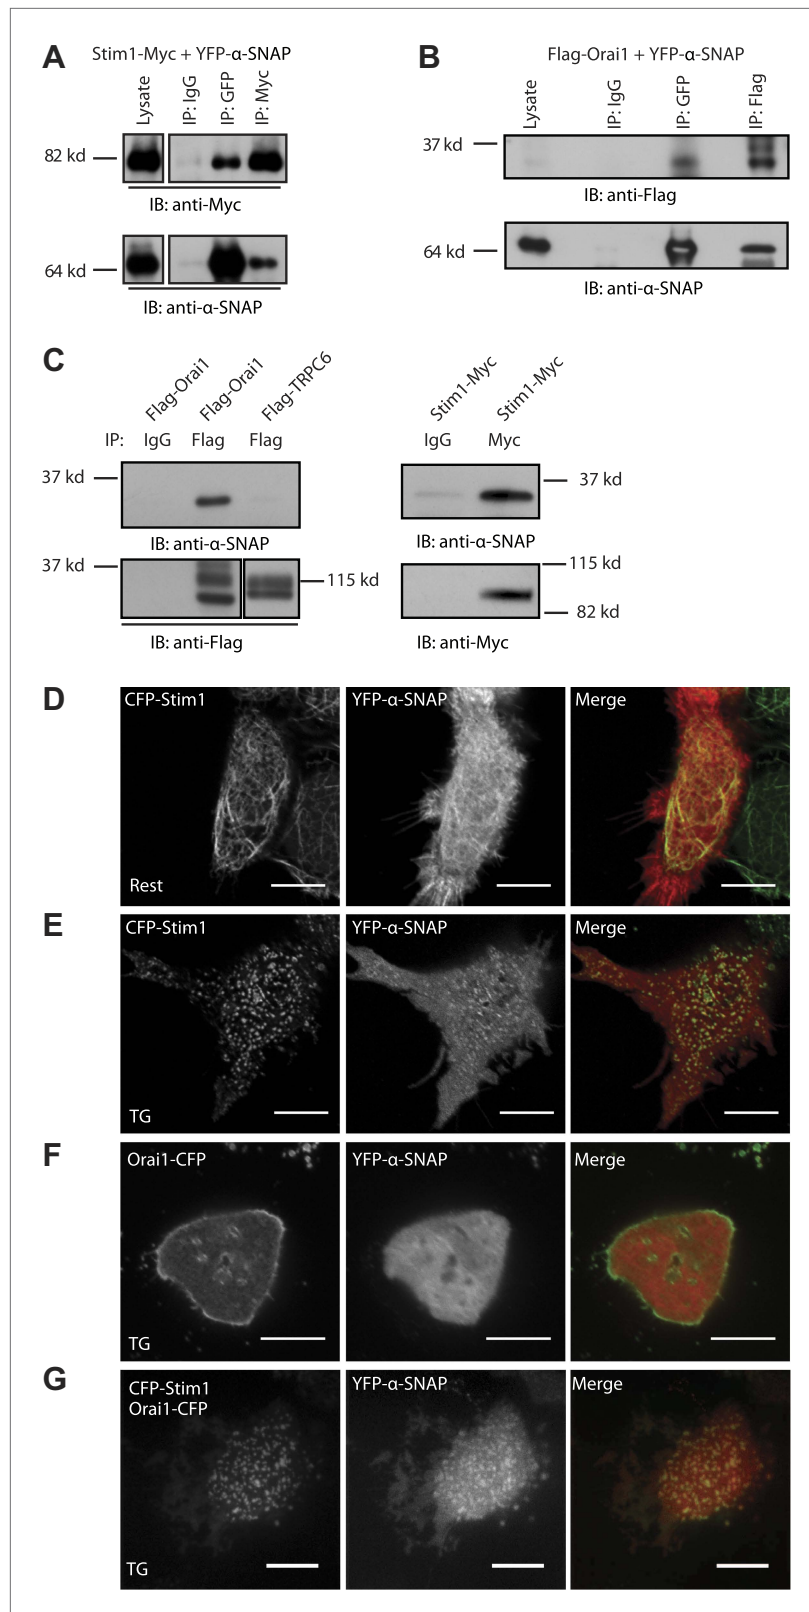 A
Stim1-Myc + YFP-α-SNAP
Lysate
IP: IgG
IP: GFP
IP: Myc
82 kd
IB: anti-Myc
64 kd
IB: anti-α-SNAP
B
Flag-Orai1 + YFP-α-SNAP
Lysate
IP: IgG
IP: GFP
IP: Flag
37 kd
IB: anti-Flag
64 kd
IB: anti-α-SNAP
C
Flag-Orai1
Flag-Orai1
Flag-TRPC6
IP: IgG Flag Flag
37 kd
IB: anti-α-SNAP
37 kd
115 kd
IB: anti-Flag
Stim1-Myc
Stim1-Myc
IgG Myc
37 kd
IB: anti-α-SNAP
115 kd
82 kd
IB: anti-Myc
D
CFP-Stim1
YFP-α-SNAP
Merge
Rest
E
CFP-Stim1
YFP-α-SNAP
Merge
TG
F
Orai1-CFP
YFP-α-SNAP
Merge
TG
G
CFP-Stim1
Orai1-CFP
YFP-α-SNAP
Merge
TG